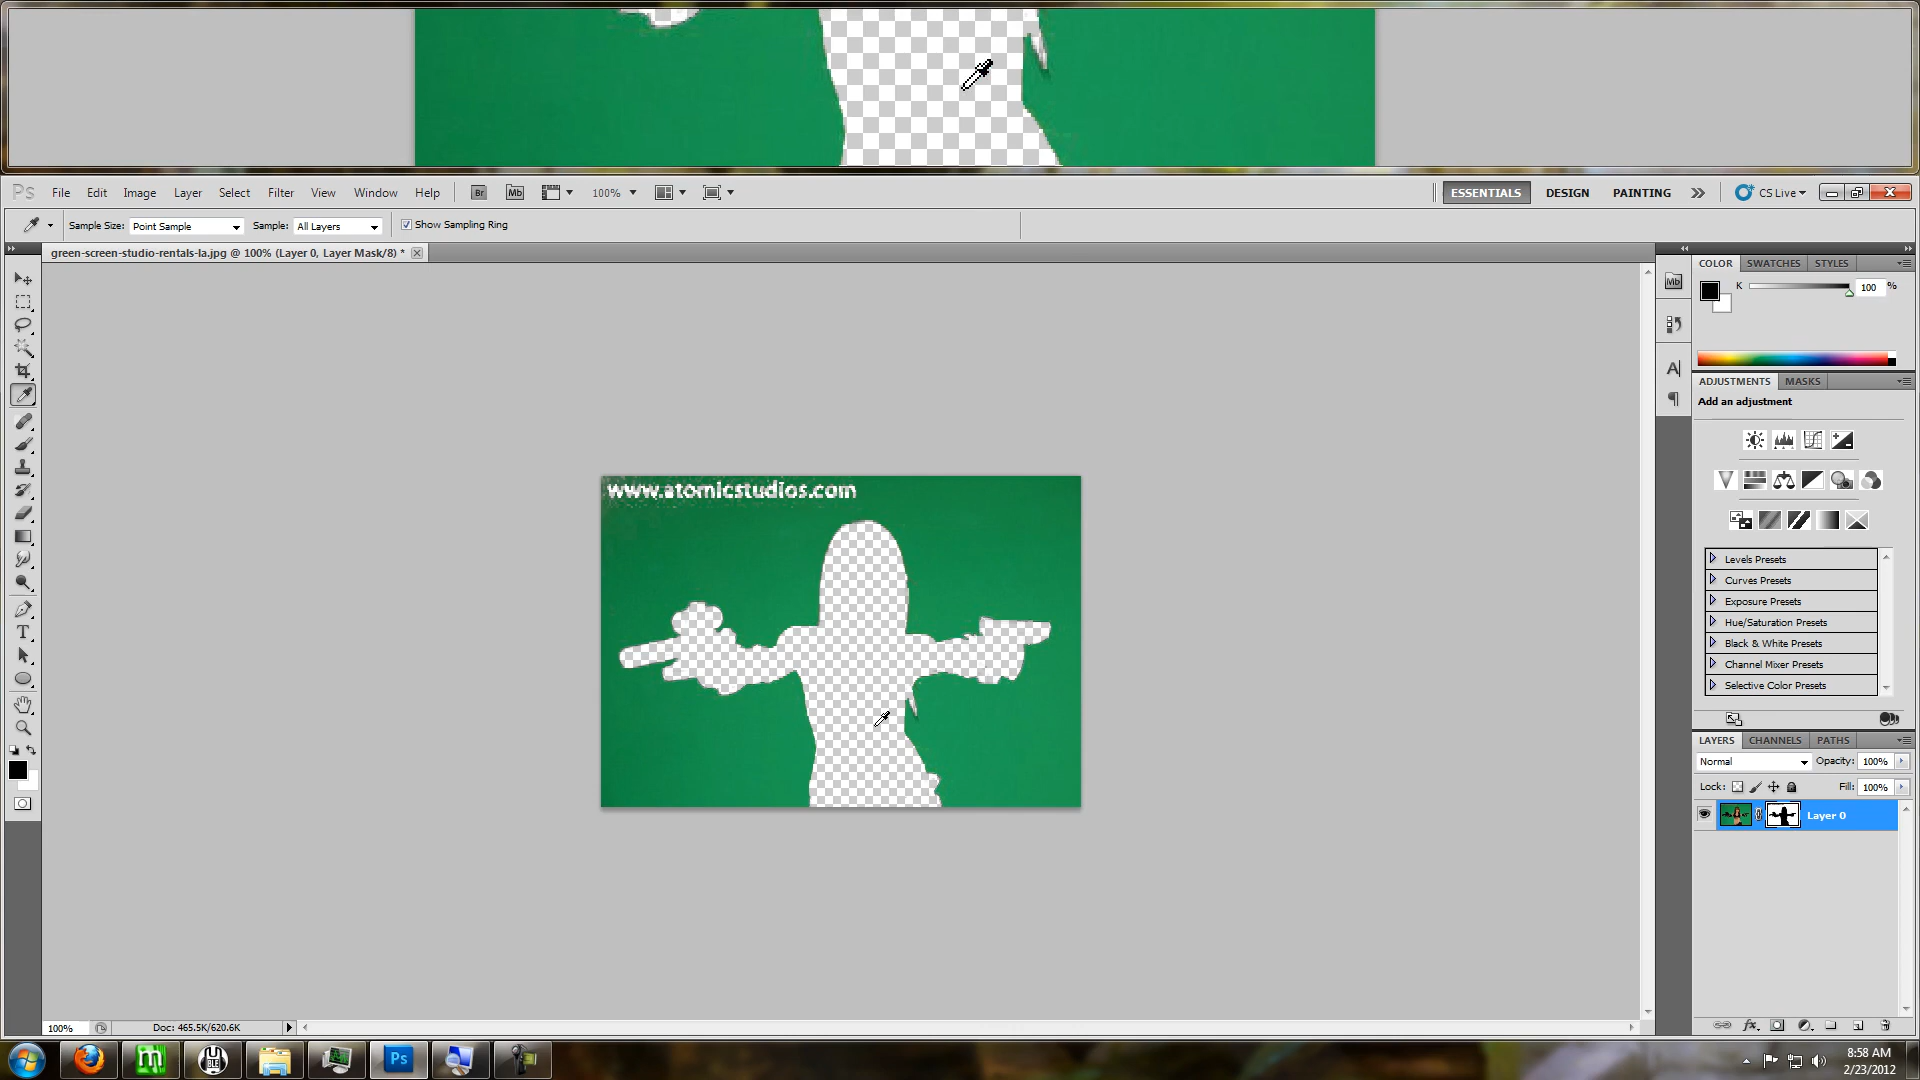 Ps File Edit Image Layer Select Filter View Window Help Br Mb 100% ESSENTIALS DESIGN PAINTING CS Live
Sample Size: Point Sample Sample: All Layers Show Sampling Ring
green-screen-studio-rentals-la.jpg @ 100% (Layer 0, Layer Mask/8) *
COLOR SWATCHES STYLES
Mb
K 100 %
A
ADJUSTMENTS MASKS
Add an adjustment
www.atomicstudios.com
Levels Presets
Curves Presets
Exposure Presets
Hue/Saturation Presets
Black & White Presets
Channel Mixer Presets
Selective Color Presets
T
LAYERS CHANNELS PATHS
Normal Opacity: 100%
Lock: Fill: 100%
Layer 0
100% Doc: 465.5K/620.6K
fx
Ps
8:58 AM
2/23/2012